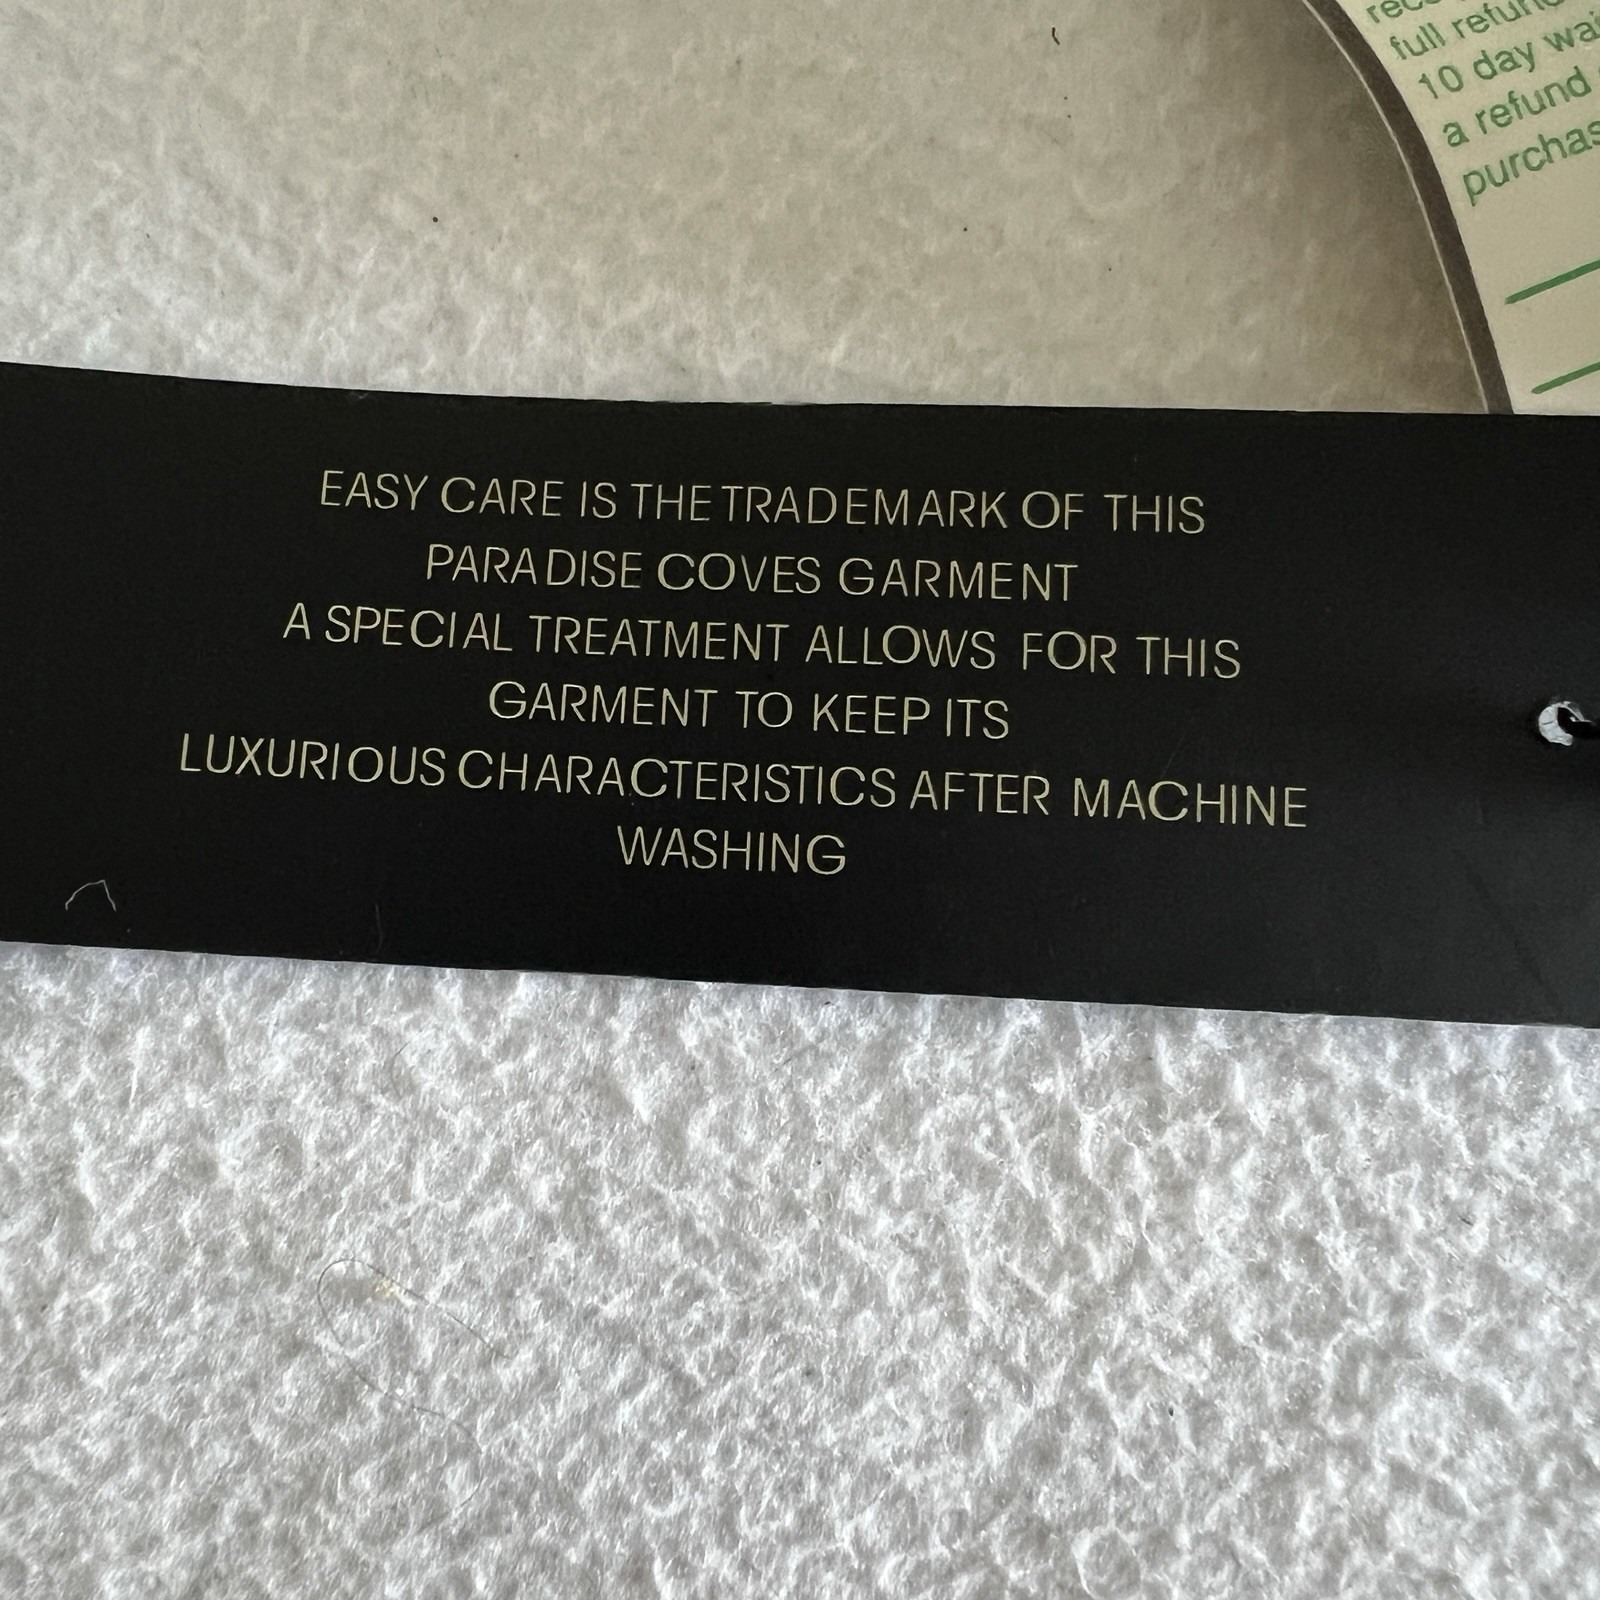 full
10 day
a refund
EASY CARE IS THE TRADEMARK OF THIS
PARADISE COVES GARMENT
A SPECIAL TREATMENT ALLOWS FOR THIS
GARMENT TO KEEP ITS
LUXURIOUS CHARACTERISTICS AFTER MACHINE
WASHING